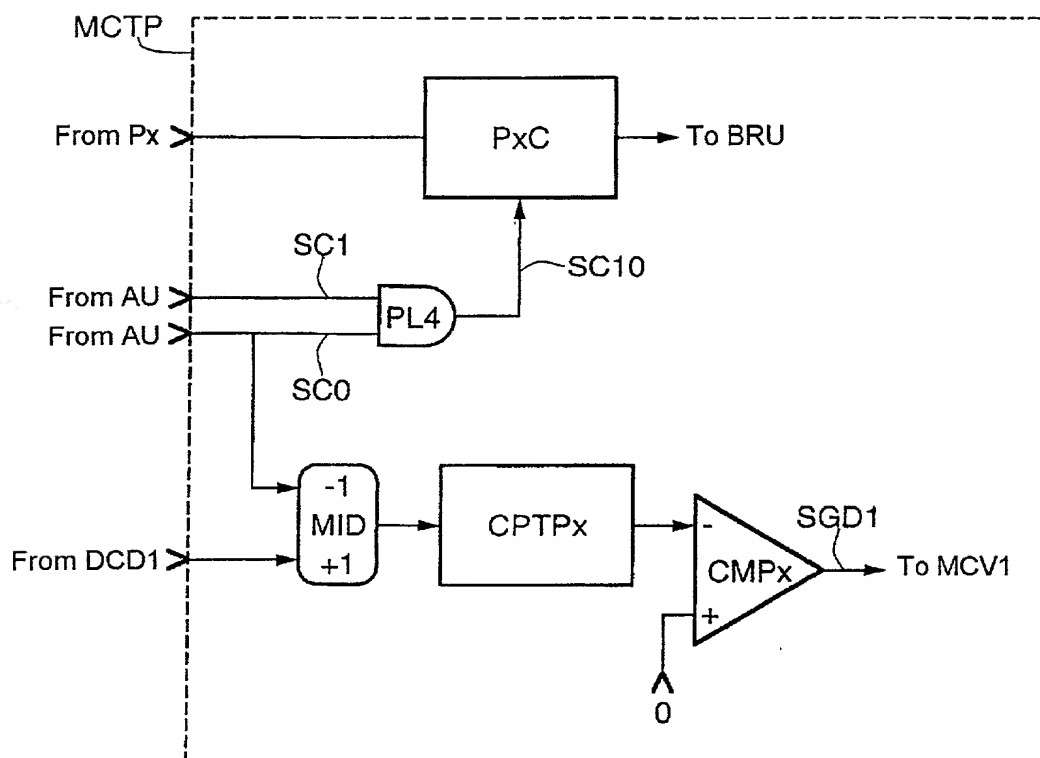 MCTP
From Px
PxC
To BRU
SC1
SC10
From AU
PL4
From AU
SC0
-1
MID
+1
CPTPx
-
CMPx
+
SGD1
To MCV1
From DCD1
0